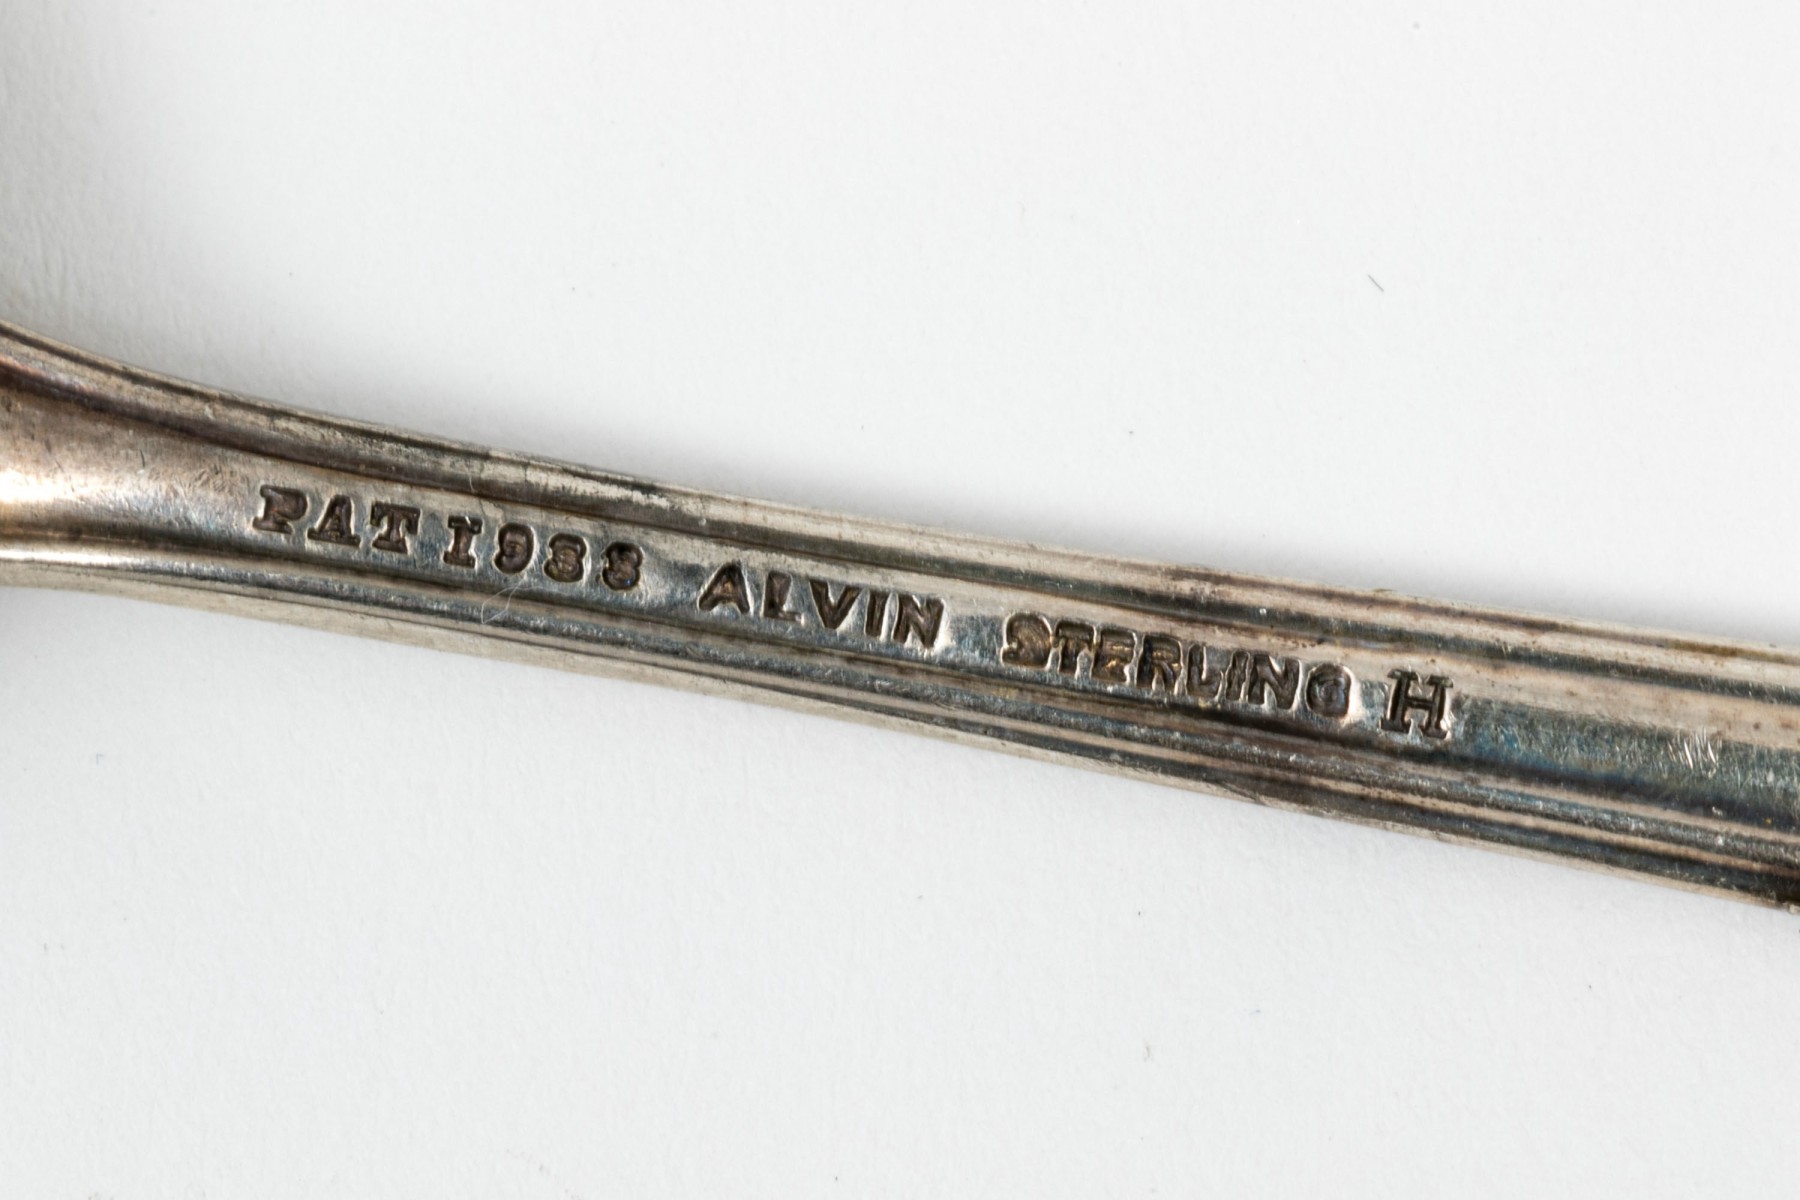 PAT 1933 ALVIN STERLING H